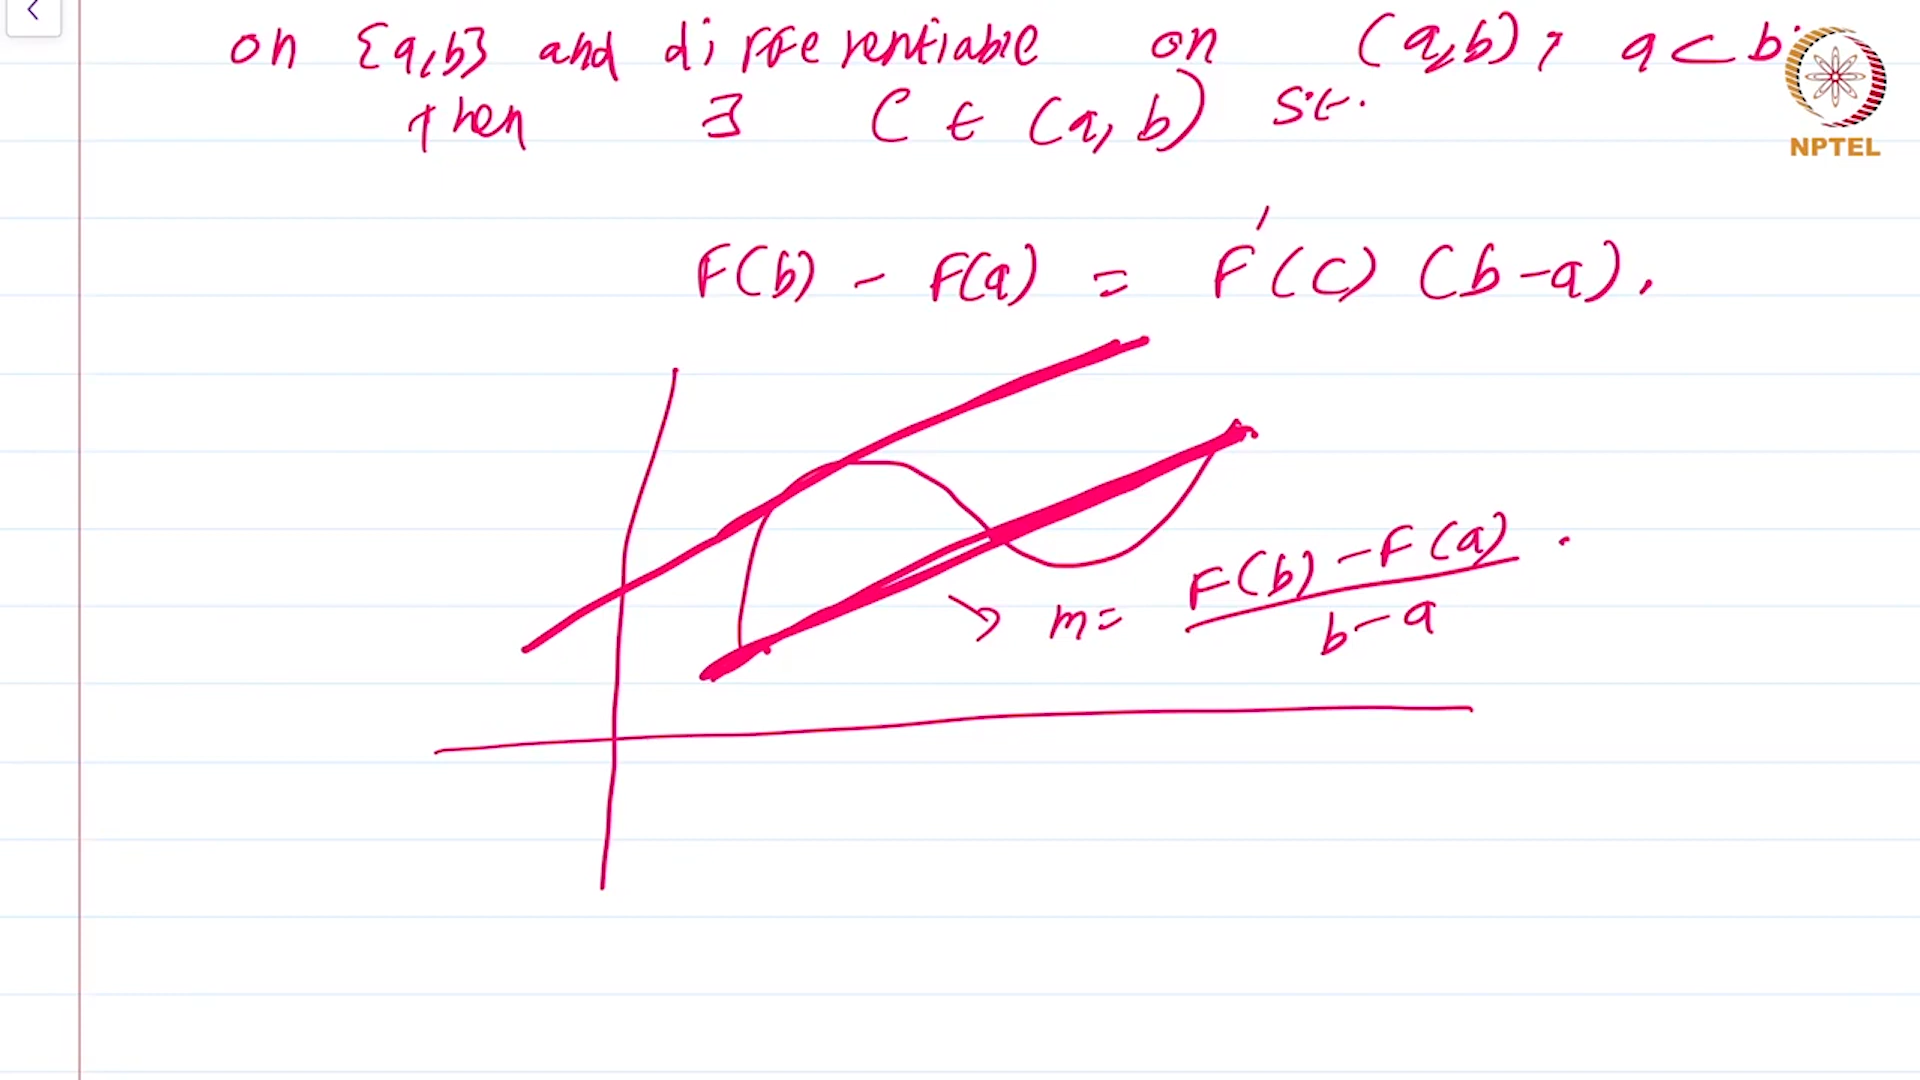 on {a,b} and differentiable on (a,b), a < b.
then ∃ C ∈ (a,b) s.t.
NPTEL
F(b) - F(a) = F'(C) (b-a).
m = F(b) - F(a) / b-a .